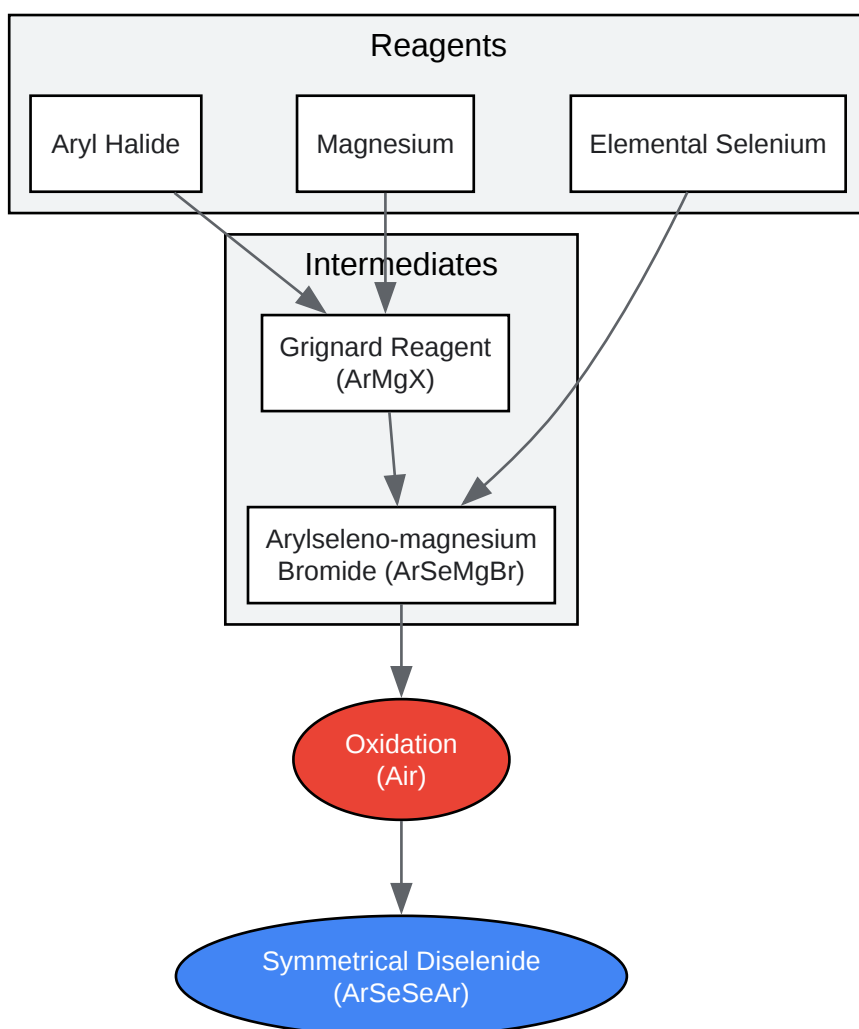 Reagents
Aryl Halide
Magnesium
Elemental Selenium
Intermediates
Grignard Reagent
(ArMgX)
Arylseleno-magnesium
Bromide (ArSeMgBr)
Oxidation
(Air)
Symmetrical Diselenide
(ArSeSeAr)